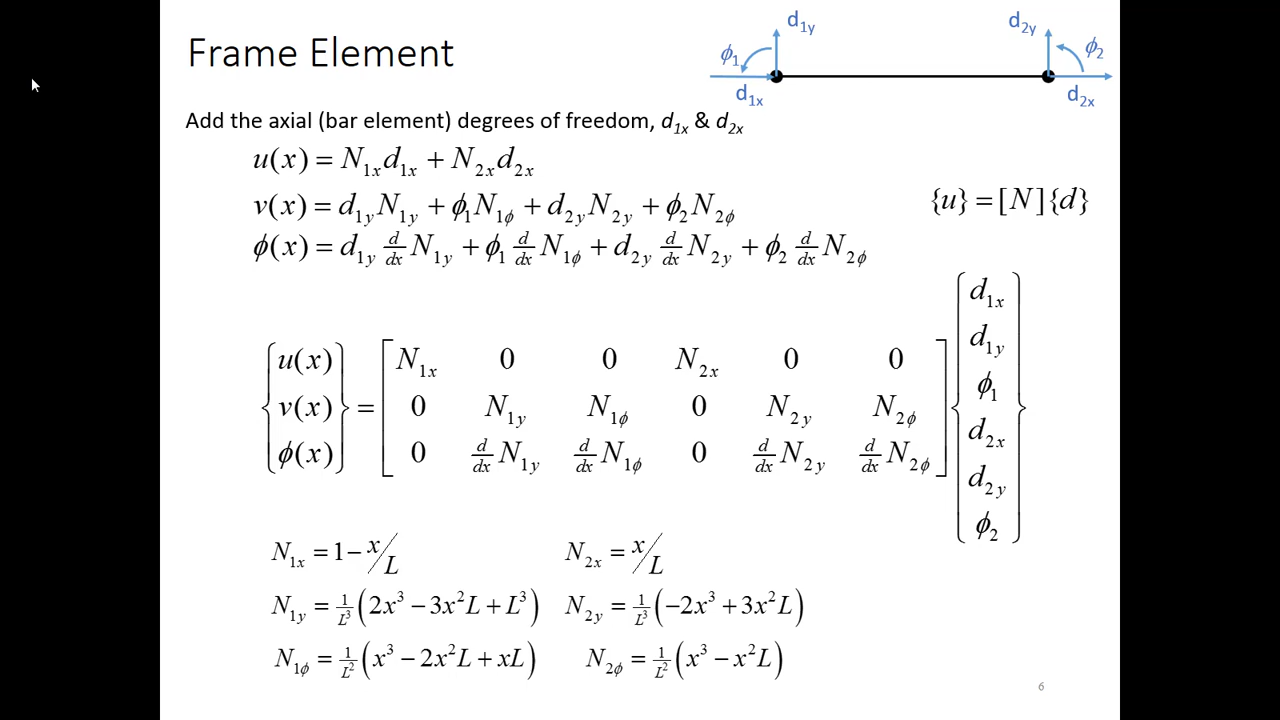 Frame Element
d1y
d2y
ϕ1
ϕ2
d1x
d2x
Add the axial (bar element) degrees of freedom, d1x & d2x
u(x) = N1x d1x + N2x d2x
v(x) = d1y N1y + ϕ1 N1ϕ + d2y N2y + ϕ2 N2ϕ
{u} = [N]{d}
ϕ(x) = d1y d/dx N1y + ϕ1 d/dx N1ϕ + d2y d/dx N2y + ϕ2 d/dx N2ϕ
{u(x)
v(x)
ϕ(x)} =
[N1x 0 0 N2x 0 0
0 N1y N1ϕ 0 N2y N2ϕ
0 d/dx N1y d/dx N1ϕ 0 d/dx N2y d/dx N2ϕ]
{d1x
d1y
ϕ1
d2x
d2y
ϕ2}
N1x = 1 − x/L N2x = x/L
N1y = 1/L³ (2x³ − 3x²L + L³) N2y = 1/L³ (−2x³ + 3x²L)
N1ϕ = 1/L² (x³ − 2x²L + xL) N2ϕ = 1/L² (x³ − x²L)
6